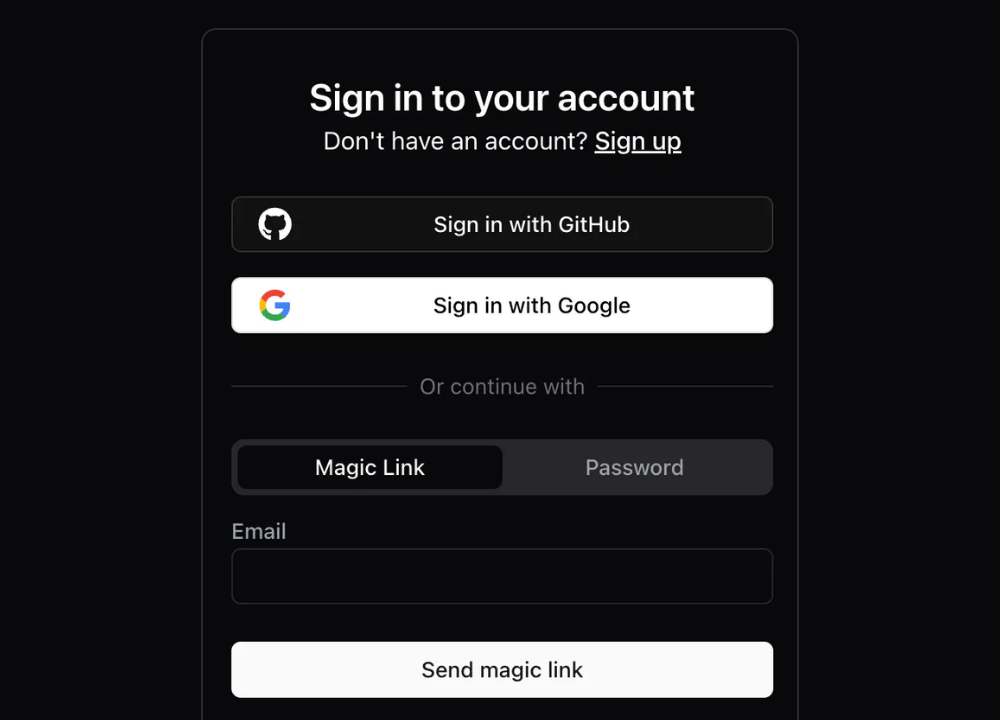 Sign in to your account
Don't have an account? Sign up
Sign in with GitHub
Sign in with Google
Or continue with
Magic Link
Password
Email
Send magic link